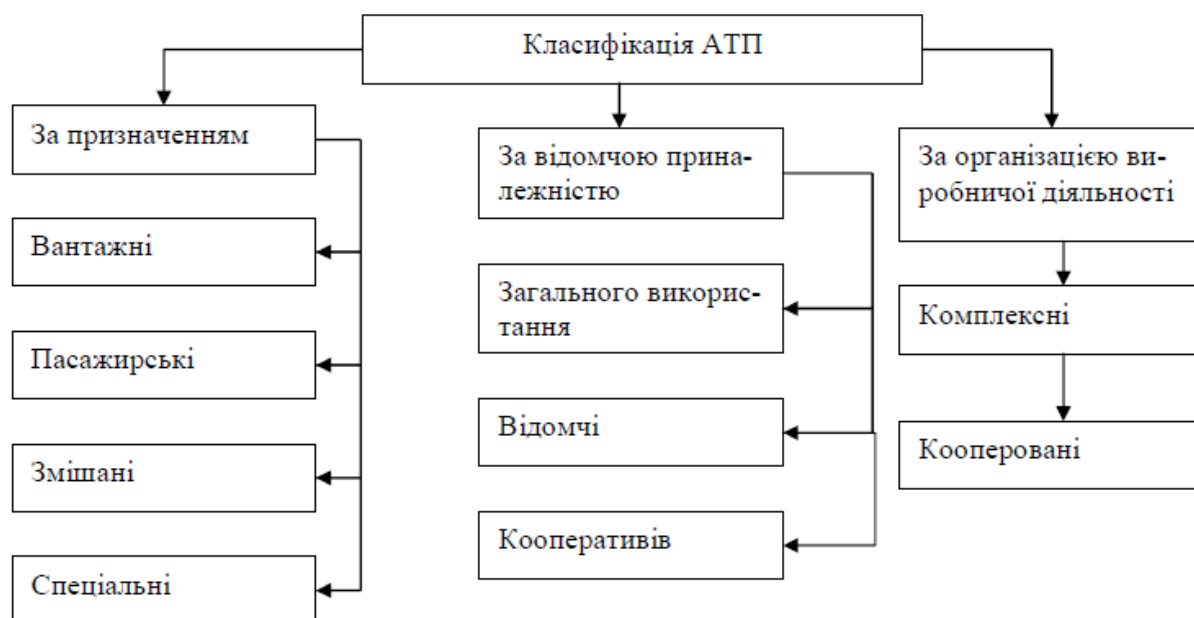 Класифікація АТП
За призначенням
Вантажні
Пасажирські
Змішані
Спеціальні
За відомчою прина-
лежністю
Загального викорис-
тання
Відомчі
Кооперативів
За організацією ви-
робничої діяльності
Комплексні
Кооперовані